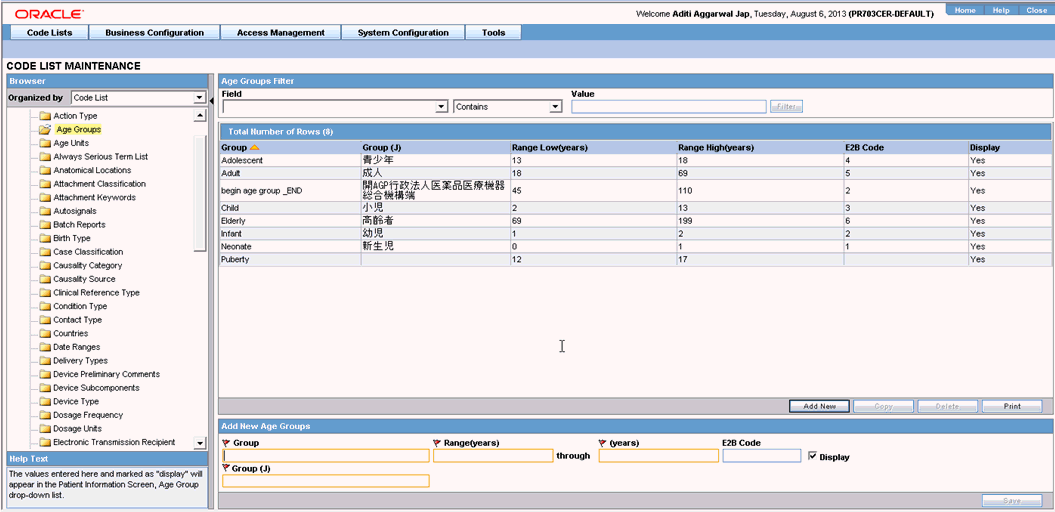 ORACLE
Welcome Aditi Aggarwal Jap, Tuesday, August 6, 2013 (PR703CER-DEFAULT)
Home Help Close
Code Lists Business Configuration Access Management System Configuration Tools
CODE LIST MAINTENANCE
Browser
Organized by Code List
Action Type
Age Groups
Age Units
Always Serious Term List
Anatomical Locations
Attachment Classification
Attachment Keywords
Autosignals
Batch Reports
Birth Type
Case Classification
Causality Category
Causality Source
Clinical Reference Type
Condition Type
Contact Type
Countries
Date Ranges
Delivery Types
Device Preliminary Comments
Device Subcomponents
Device Type
Dosage Frequency
Dosage Units
Electronic Transmission Recipient
Help Text
The values entered here and marked as "display" will
appear in the Patient Information Screen, Age Group
drop-down list.
Age Groups Filter
Field Value
Contains Filter
Total Number of Rows (8)
Group Group (J) Range Low(years) Range High(years) E2B Code Display
Adolescent 青少年 13 18 4 Yes
Adult 成人 18 69 5 Yes
begin age group _END 開AGP行政法人医薬品医療機器 45 110 2 Yes
総合機構端
Child 小児 2 13 3 Yes
Elderly 高齢者 69 199 6 Yes
Infant 幼児 1 2 2 Yes
Neonate 新生児 0 1 1 Yes
Puberty 12 17 Yes
Add New Copy Delete Print
Add New Age Groups
Group Range(years) (years) E2B Code
through Display
Group (J)
Save